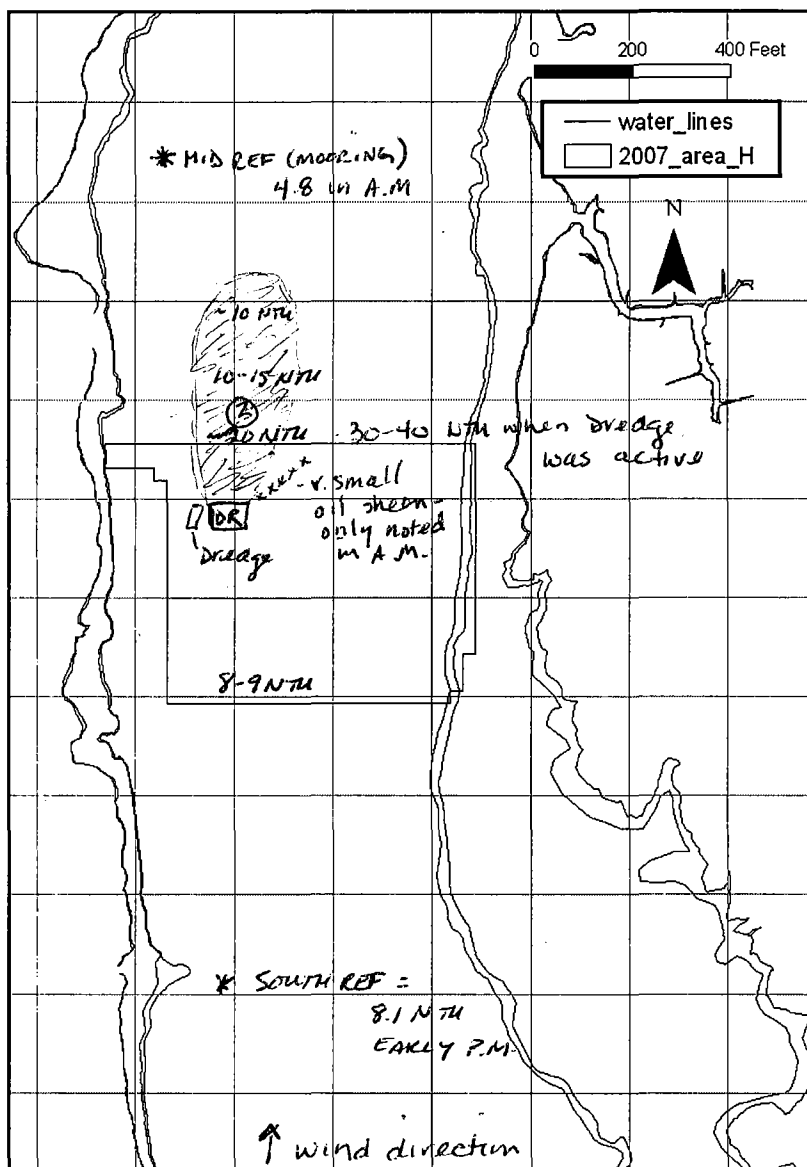 0 200 400 Feet
water_lines
2007_area_H
N
* MID REF (MOORING)
4.8 in A.M
~10 NTU
10-15 NTU
2
~20 NTU 30-40 NTU when dredge
was active
xxxxx -v. small
oil sheen-
only noted
in A.M.
DR
Dredge
8-9 NTU
* SOUTH REF =
8.1 NTU
EARLY P.M.
↑ wind direction